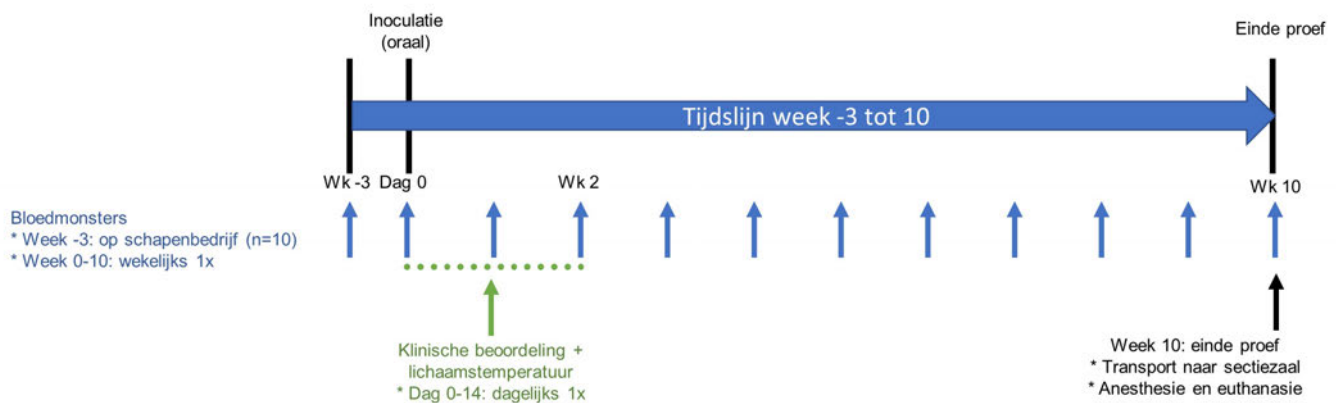 Inoculatie
(oraal)
Einde proef
Tijdslijn week -3 tot 10
Wk -3
Dag 0
Wk 2
Wk 10
Bloedmonsters
* Week -3: op schapenbedrijf (n=10)
* Week 0-10: wekelijks 1x
Klinische beoordeling +
lichaamstemperatuur
* Dag 0-14: dagelijks 1x
Week 10: einde proef
* Transport naar sectiezaal
* Anesthesie en euthanasie